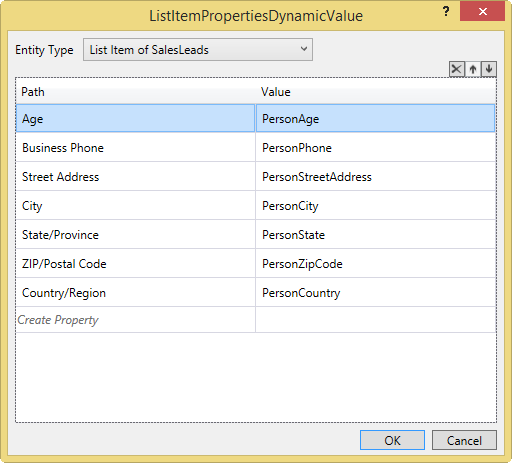 ListItemPropertiesDynamicValue ?
Entity Type List Item of SalesLeads
Path Value
Age PersonAge
Business Phone PersonPhone
Street Address PersonStreetAddress
City PersonCity
State/Province PersonState
ZIP/Postal Code PersonZipCode
Country/Region PersonCountry
Create Property
OK Cancel